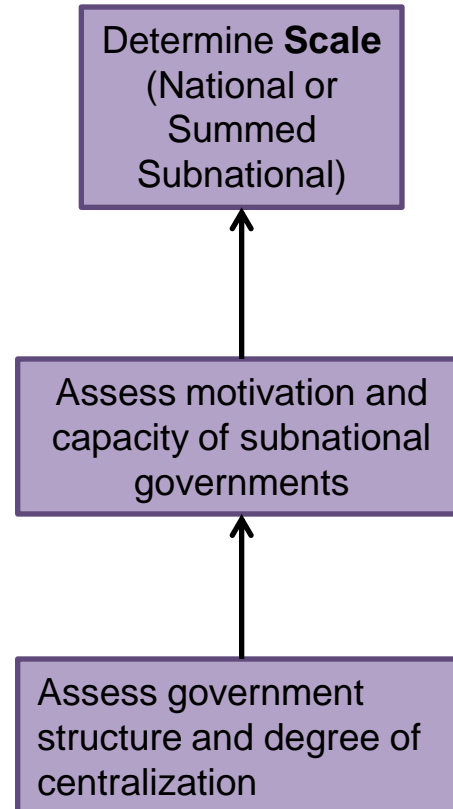 Determine Scale
(National or
Summed
Subnational)
Assess motivation and
capacity of subnational
governments
Assess government
structure and degree of
centralization